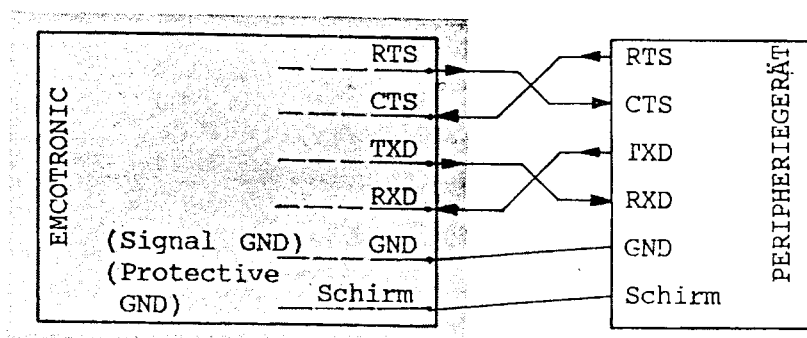 EMCOTRONIC
RTS
CTS
TXD
RXD
(Signal GND) GND
(Protective
GND)
Schirm
RTS
CTS
TXD
RXD
GND
Schirm
PERIPHERIEGERÄT